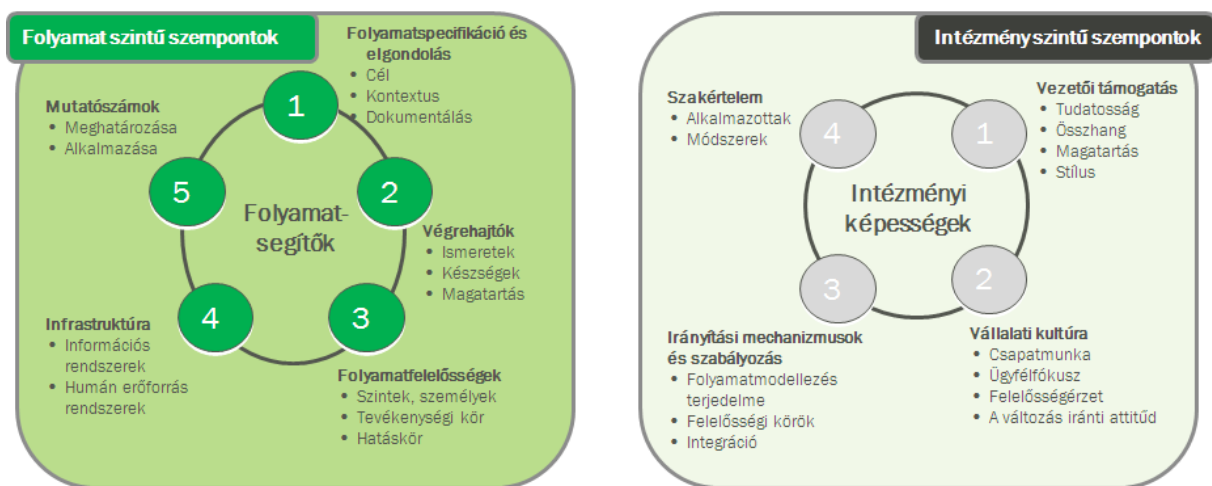 Folyamat szintű szempontok
Folyamatspecifikáció és
elgondolás
• Cél
• Kontextus
• Dokumentálás
1
Mutatószámok
• Meghatározása
• Alkalmazása
5
2
Folyamat-
segítők
Végrehajtók
• Ismeretek
• Készségek
• Magatartás
4
3
Infrastruktúra
• Információs
rendszerek
• Humán erőforrás
rendszerek
Folyamatfelelősségek
• Szintek, személyek
• Tevékenységi kör
• Hatáskör
Intézmény szintű szempontok
Szakértelem
• Alkalmazottak
• Módszerek
4
1
Vezetői támogatás
• Tudatosság
• Összhang
• Magatartás
• Stílus
Intézményi
képességek
3
2
Irányítási mechanizmusok
és szabályozás
• Folyamatmodellezés
terjedelme
• Felelősségi körök
• Integráció
Vállalati kultúra
• Csapatmunka
• Ügyfélfókusz
• Felelősségérzet
• A változás iránti attitűd